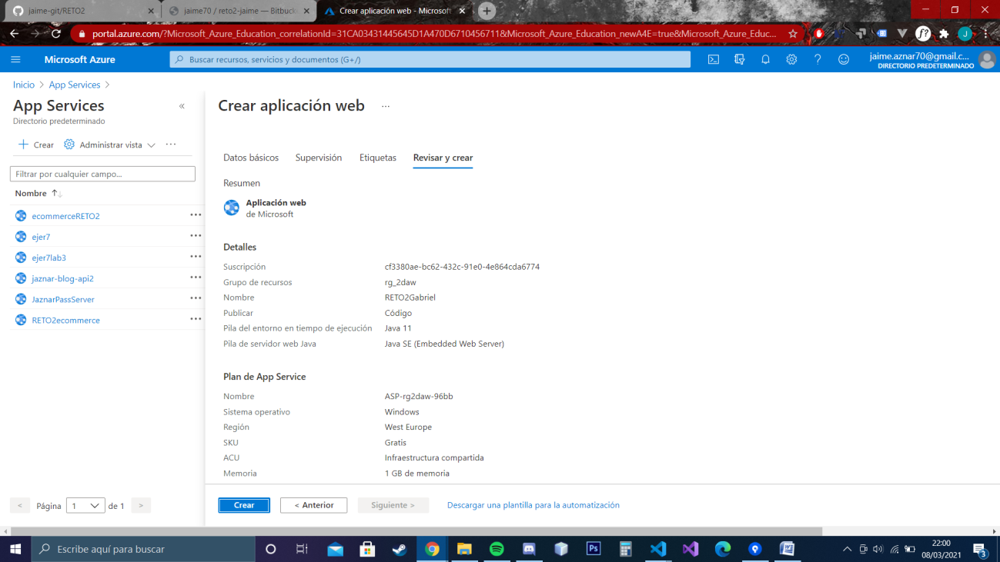 jaime-git/RETO2
jaime70 / reto2-jaime — Bitbuck
Crear aplicación web - Microsoft
portal.azure.com/?Microsoft_Azure_Education_correlationId=31CA03431445645D1A470D6710456711&Microsoft_Azure_Education_newA4E=true&Microsoft_Azure_Educ...
Microsoft Azure
Buscar recursos, servicios y documentos (G+/)
jaime.aznar70@gmail.c...
DIRECTORIO PREDETERMINADO
Inicio > App Services >
App Services
Directorio predeterminado
Crear
Administrar vista
Filtrar por cualquier campo...
Nombre
ecommerceRETO2
ejer7
ejer7lab3
jaznar-blog-api2
JaznarPassServer
RETO2ecommerce
< Página 1 de 1 >
Crear aplicación web
Datos básicos Supervisión Etiquetas Revisar y crear
Resumen
Aplicación web
de Microsoft
Detalles
Suscripción cf3380ae-bc62-432c-91e0-4e864cda6774
Grupo de recursos rg_2daw
Nombre RETO2Gabriel
Publicar Código
Pila del entorno en tiempo de ejecución Java 11
Pila de servidor web Java Java SE (Embedded Web Server)
Plan de App Service
Nombre ASP-rg2daw-96bb
Sistema operativo Windows
Región West Europe
SKU Gratis
ACU Infraestructura compartida
Memoria 1 GB de memoria
Crear < Anterior Siguiente > Descargar una plantilla para la automatización
Escribe aquí para buscar
Ps
22:00
08/03/2021
3